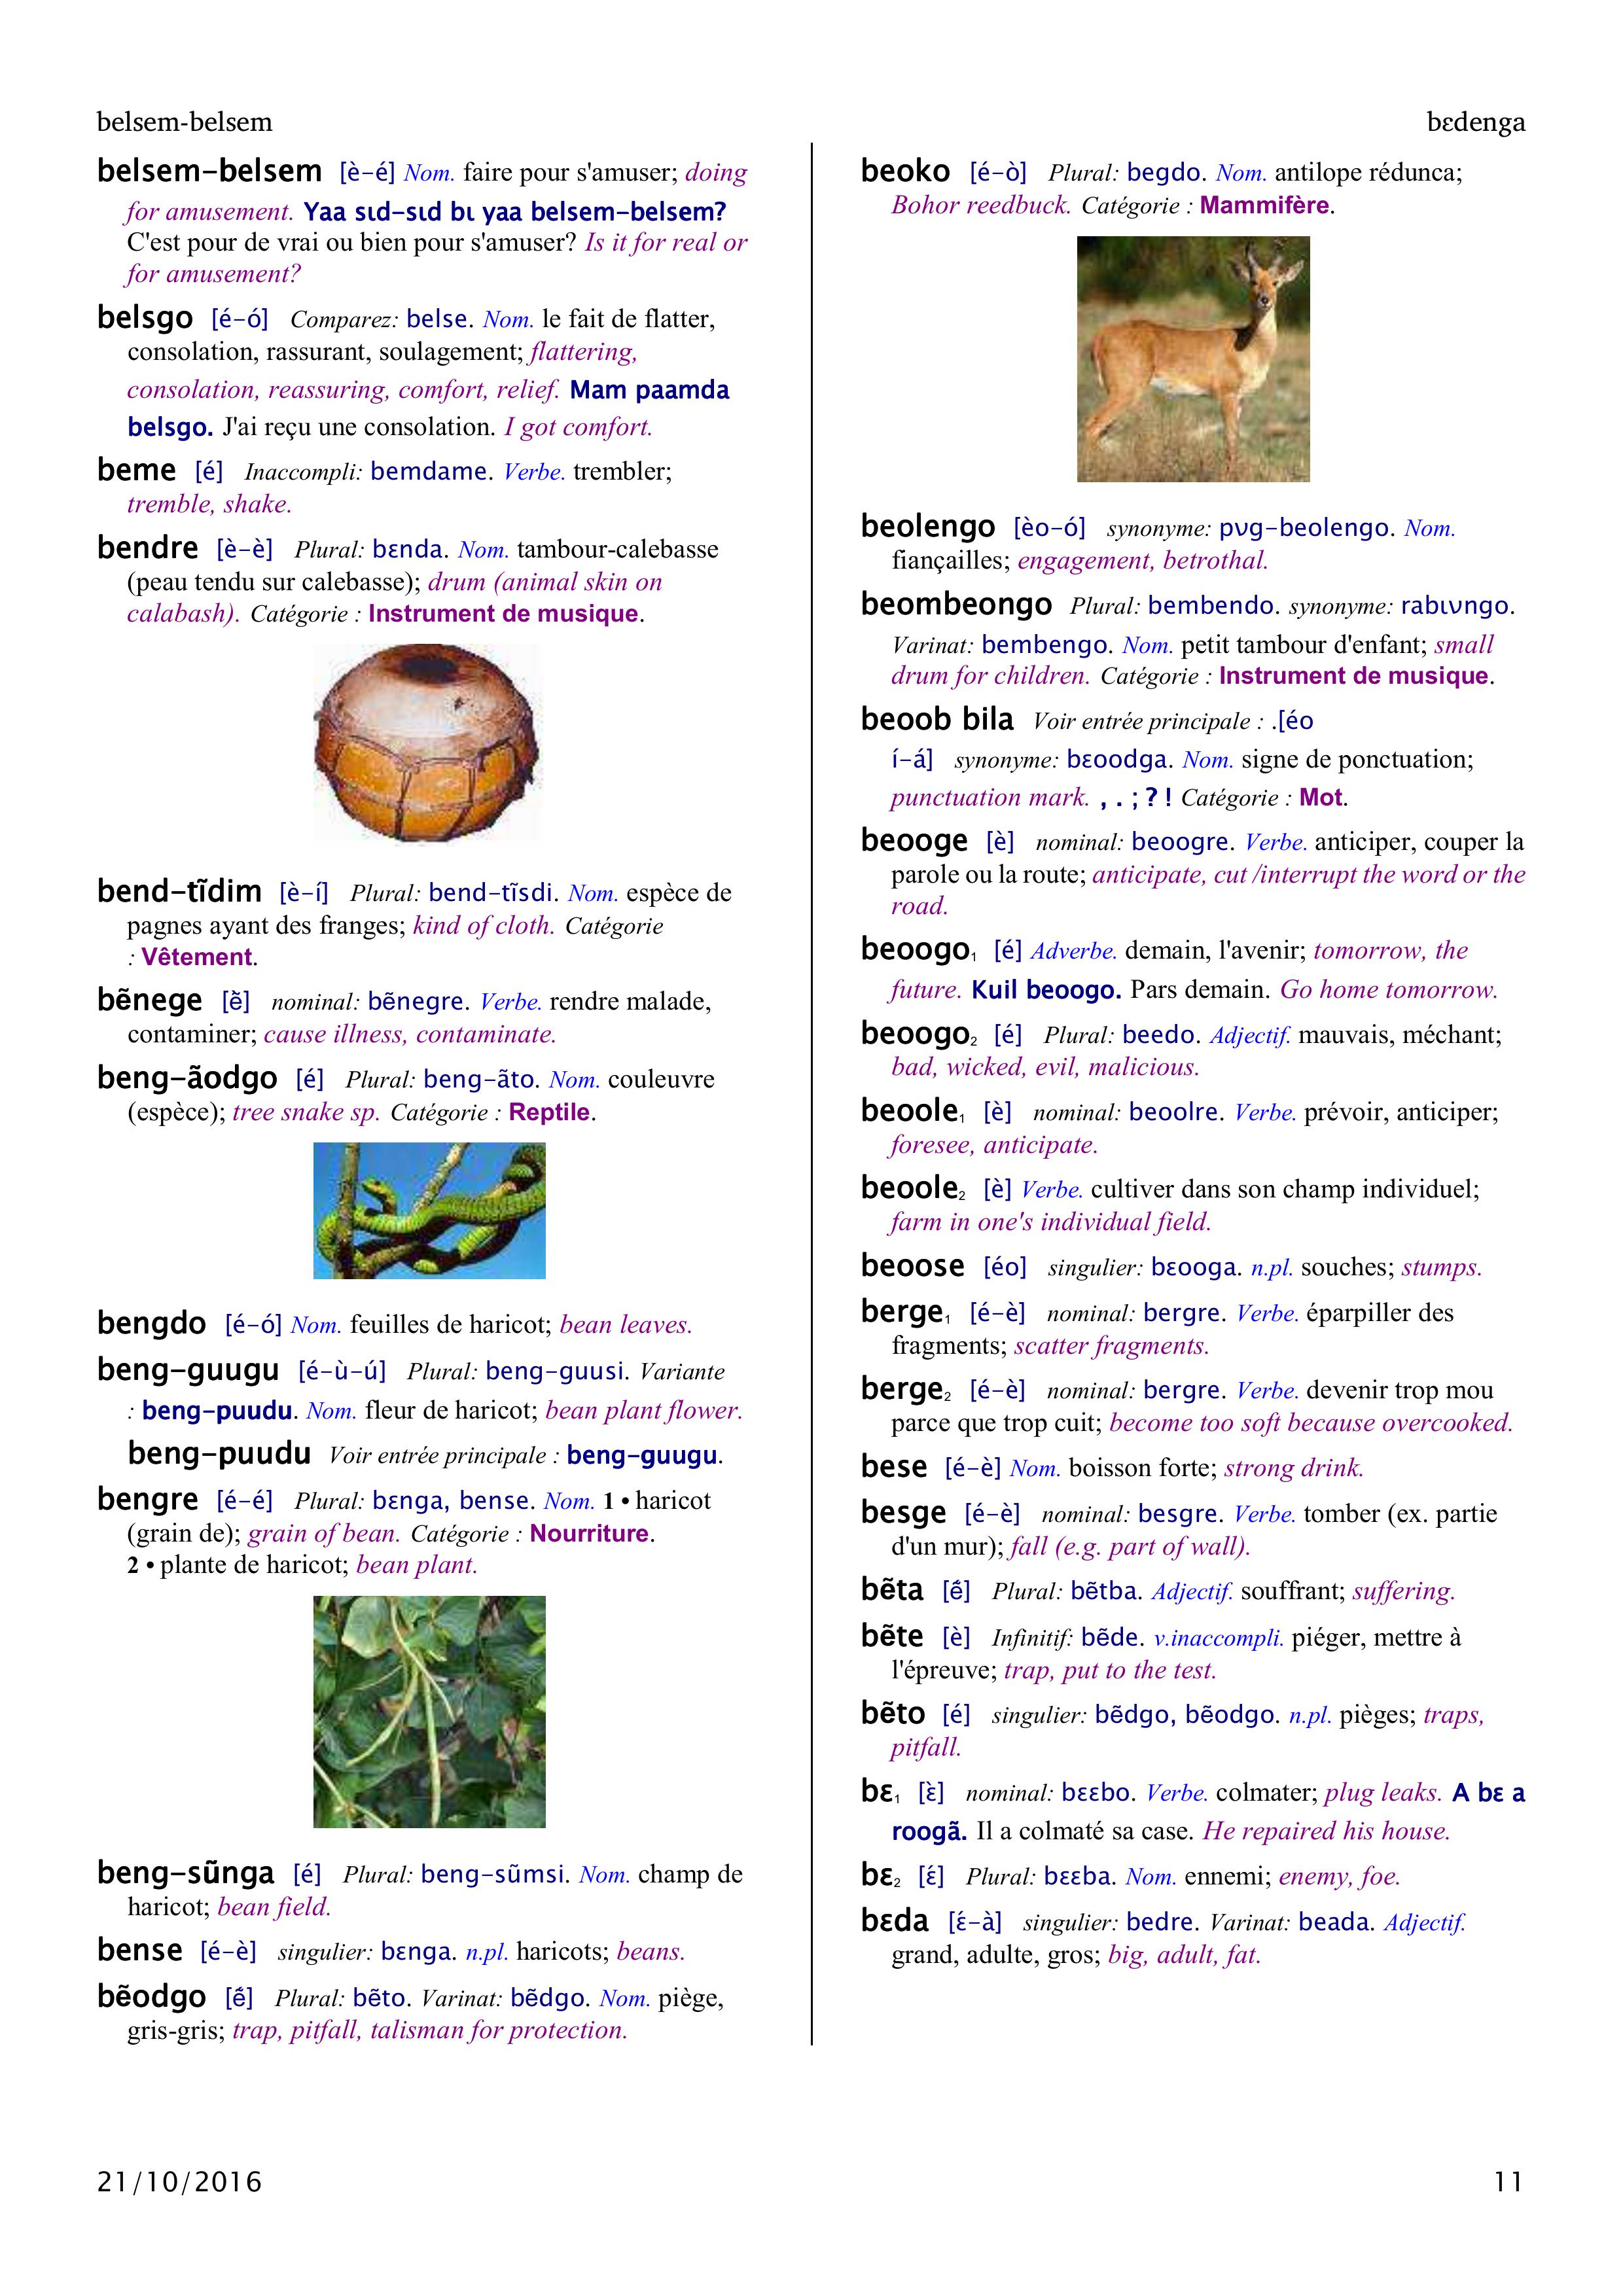 belsem-belsem
bɛdenga
belsem-belsem [è-é] Nom. faire pour s'amuser; doing
for amusement. Yaa sɩd-sɩd bɩ yaa belsem-belsem?
C'est pour de vrai ou bien pour s'amuser? Is it for real or
for amusement?
belsgo [é-ó] Comparez: belse. Nom. le fait de flatter,
consolation, rassurant, soulagement; flattering,
consolation, reassuring, comfort, relief. Mam paamda
belsgo. J'ai reçu une consolation. I got comfort.
beme [é] Inaccompli: bemdame. Verbe. trembler;
tremble, shake.
bendre [è-è] Plural: bɛnda. Nom. tambour-calebasse
(peau tendu sur calebasse); drum (animal skin on
calabash). Catégorie : Instrument de musique.
bend-tĩdim [è-í] Plural: bend-tĩsdi. Nom. espèce de
pagnes ayant des franges; kind of cloth. Catégorie
: Vêtement.
bẽnege [ẽ̀] nominal: bẽnegre. Verbe. rendre malade,
contaminer; cause illness, contaminate.
beng-ãodgo [é] Plural: beng-ãto. Nom. couleuvre
(espèce); tree snake sp. Catégorie : Reptile.
bengdo [é-ó] Nom. feuilles de haricot; bean leaves.
beng-guugu [é-ù-ú] Plural: beng-guusi. Variante
: beng-puudu. Nom. fleur de haricot; bean plant flower.
beng-puudu Voir entrée principale : beng-guugu.
bengre [é-é] Plural: bɛnga, bense. Nom. 1 • haricot
(grain de); grain of bean. Catégorie : Nourriture.
2 • plante de haricot; bean plant.
beng-sũnga [é] Plural: beng-sũmsi. Nom. champ de
haricot; bean field.
bense [é-è] singulier: bɛnga. n.pl. haricots; beans.
bẽodgo [ẽ́] Plural: bẽto. Varinat: bẽdgo. Nom. piège,
gris-gris; trap, pitfall, talisman for protection.
beoko [é-ò] Plural: begdo. Nom. antilope rédunca;
Bohor reedbuck. Catégorie : Mammifère.
beolengo [èo-ó] synonyme: pʋg-beolengo. Nom.
fiançailles; engagement, betrothal.
beombeongo Plural: bembendo. synonyme: rabɩʋngo.
Varinat: bembengo. Nom. petit tambour d'enfant; small
drum for children. Catégorie : Instrument de musique.
beoob bila Voir entrée principale : .[éo
í-á] synonyme: bɛoodga. Nom. signe de ponctuation;
punctuation mark. , . ; ? ! Catégorie : Mot.
beooge [è] nominal: beoogre. Verbe. anticiper, couper la
parole ou la route; anticipate, cut /interrupt the word or the
road.
beoogo₁ [é] Adverbe. demain, l'avenir; tomorrow, the
future. Kuil beoogo. Pars demain. Go home tomorrow.
beoogo₂ [é] Plural: beedo. Adjectif. mauvais, méchant;
bad, wicked, evil, malicious.
beoole₁ [è] nominal: beoolre. Verbe. prévoir, anticiper;
foresee, anticipate.
beoole₂ [è] Verbe. cultiver dans son champ individuel;
farm in one's individual field.
beoose [éo] singulier: bɛooga. n.pl. souches; stumps.
berge₁ [é-è] nominal: bergre. Verbe. éparpiller des
fragments; scatter fragments.
berge₂ [é-è] nominal: bergre. Verbe. devenir trop mou
parce que trop cuit; become too soft because overcooked.
bese [é-è] Nom. boisson forte; strong drink.
besge [é-è] nominal: besgre. Verbe. tomber (ex. partie
d'un mur); fall (e.g. part of wall).
bẽta [ẽ́] Plural: bẽtba. Adjectif. souffrant; suffering.
bẽte [è] Infinitif: bẽde. v.inaccompli. piéger, mettre à
l'épreuve; trap, put to the test.
bẽto [é] singulier: bẽdgo, bẽodgo. n.pl. pièges; traps,
pitfall.
bɛ₁ [ɛ̀] nominal: bɛɛbo. Verbe. colmater; plug leaks. A bɛ a
roogã. Il a colmaté sa case. He repaired his house.
bɛ₂ [ɛ́] Plural: bɛɛba. Nom. ennemi; enemy, foe.
bɛda [ɛ́-à] singulier: bedre. Varinat: beada. Adjectif.
grand, adulte, gros; big, adult, fat.
21/10/2016
11